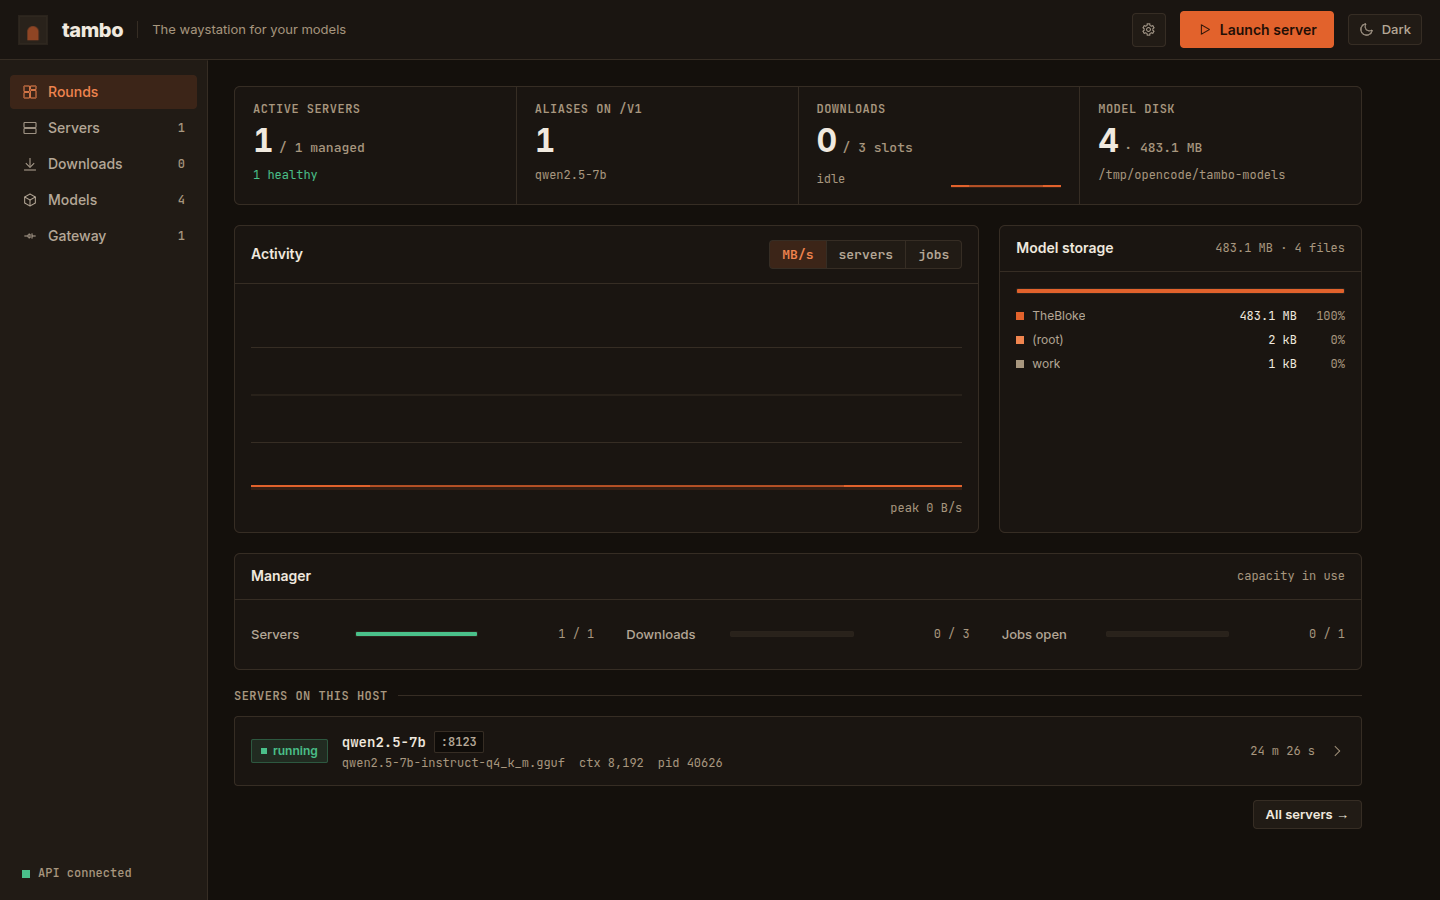 tambo
The waystation for your models
Launch server
Dark
Rounds
Servers 1
Downloads 0
Models 4
Gateway 1
API connected
ACTIVE SERVERS
1 / 1 managed
1 healthy
ALIASES ON /V1
1
qwen2.5-7b
DOWNLOADS
0 / 3 slots
idle
MODEL DISK
4 · 483.1 MB
/tmp/opencode/tambo-models
Activity
MB/s servers jobs
peak 0 B/s
Model storage 483.1 MB · 4 files
TheBloke 483.1 MB 100%
(root) 2 kB 0%
work 1 kB 0%
Manager capacity in use
Servers 1 / 1 Downloads 0 / 3 Jobs open 0 / 1
SERVERS ON THIS HOST
running qwen2.5-7b :8123
qwen2.5-7b-instruct-q4_k_m.gguf ctx 8,192 pid 40626
24 m 26 s
All servers →